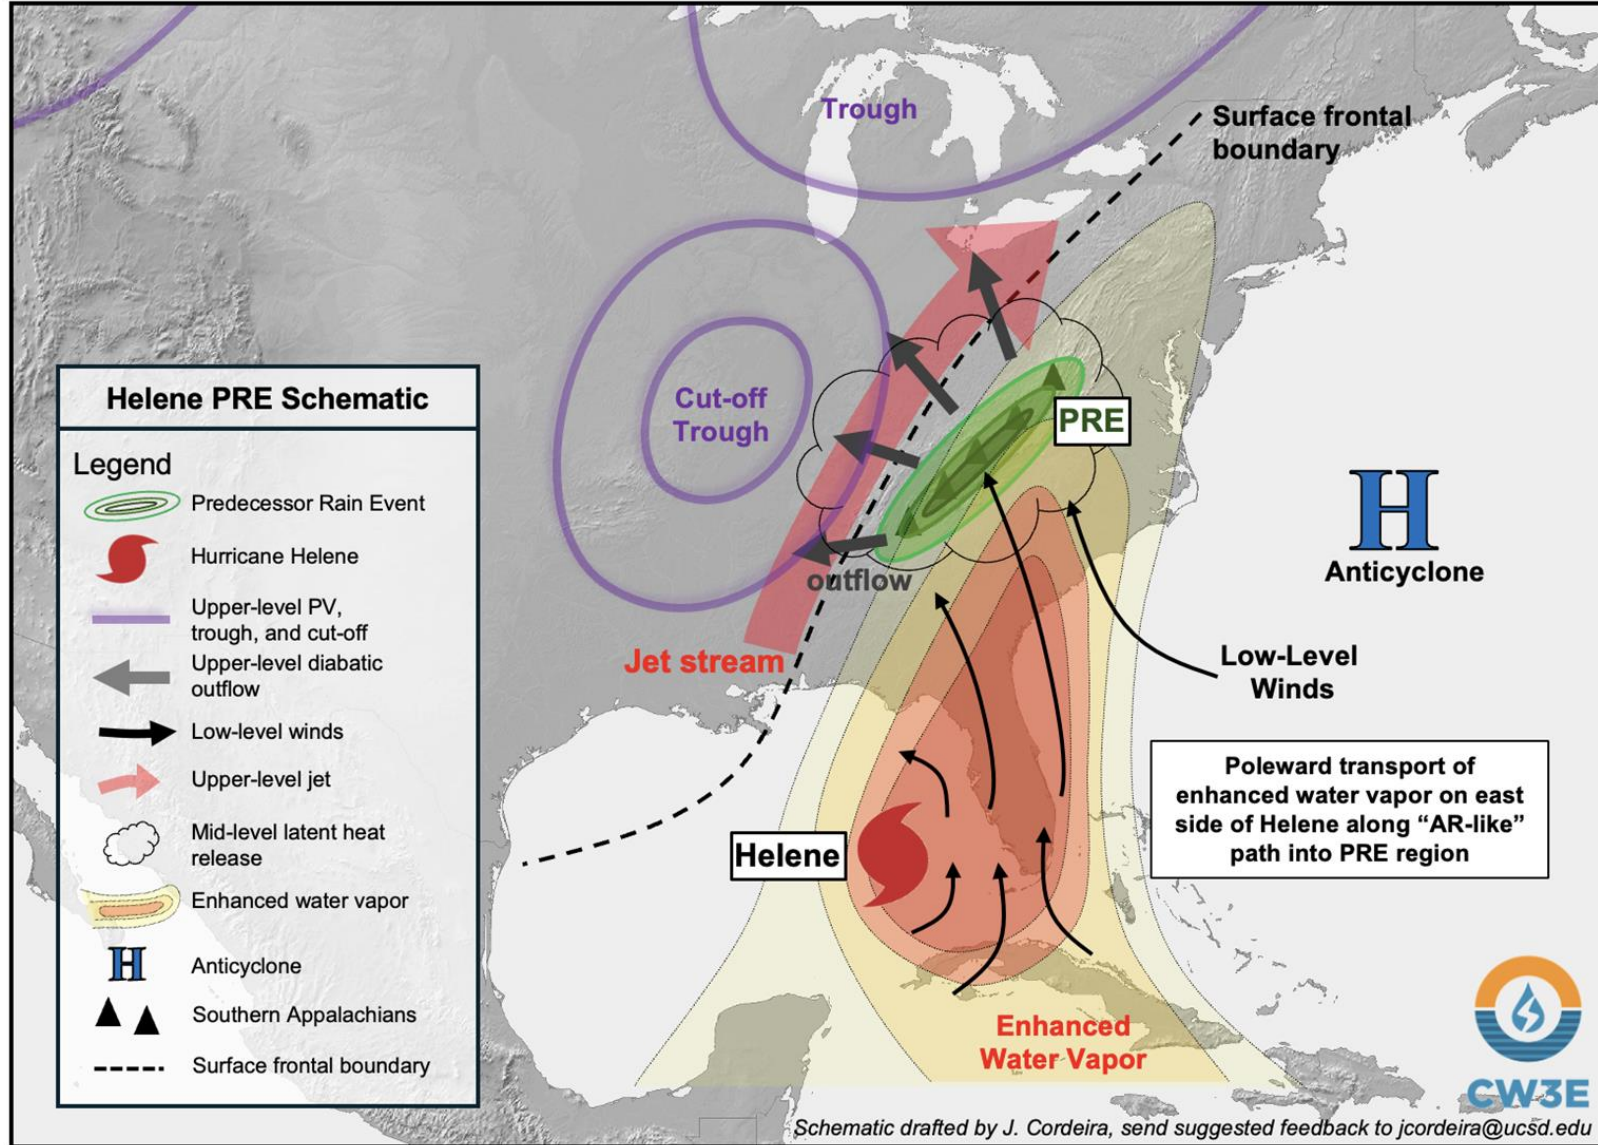 Trough
Surface frontal
boundary
Cut-off
Trough
PRE
outflow
Jet stream
H
Anticyclone
Low-Level
Winds
Poleward transport of
enhanced water vapor on east
side of Helene along “AR-like”
path into PRE region
Helene
Enhanced
Water Vapor
Helene PRE Schematic
Legend
Predecessor Rain Event
Hurricane Helene
Upper-level PV,
trough, and cut-off
Upper-level diabatic
outflow
Low-level winds
Upper-level jet
Mid-level latent heat
release
Enhanced water vapor
H
Anticyclone
Southern Appalachians
Surface frontal boundary
CW3E
Schematic drafted by J. Cordeira, send suggested feedback to jcordeira@ucsd.edu